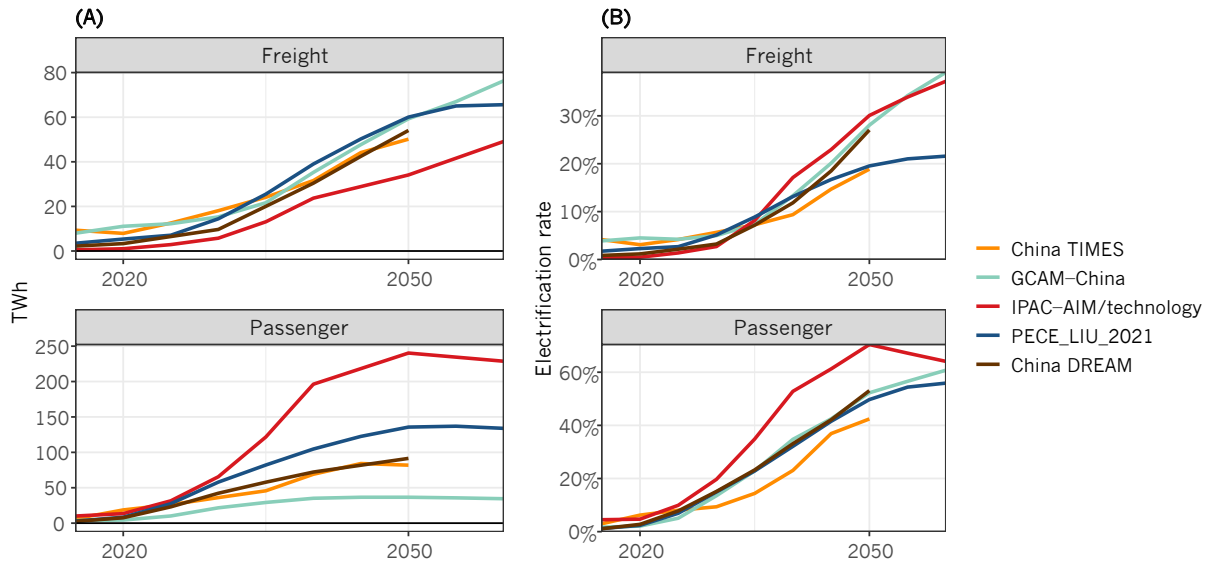 (A)
Freight
80
60
40
20
0
2020
2050
TWh
Passenger
250
200
150
100
50
0
2020
2050
(B)
Freight
30%
20%
10%
0%
2020
2050
Electrification rate
Passenger
60%
40%
20%
0%
2020
2050
China TIMES
GCAM–China
IPAC–AIM/technology
PECE_LIU_2021
China DREAM